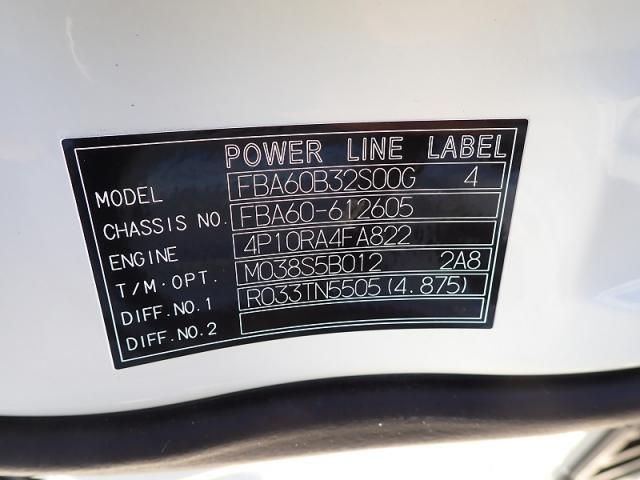 POWER LINE LABEL
MODEL FBA60B32S00G 4
CHASSIS NO. FBA60-612605
ENGINE 4P10RA4FA822
T/M·OPT. M038S5B012 2A8
DIFF.NO.1 R033TN5505(4.875)
DIFF.NO.2